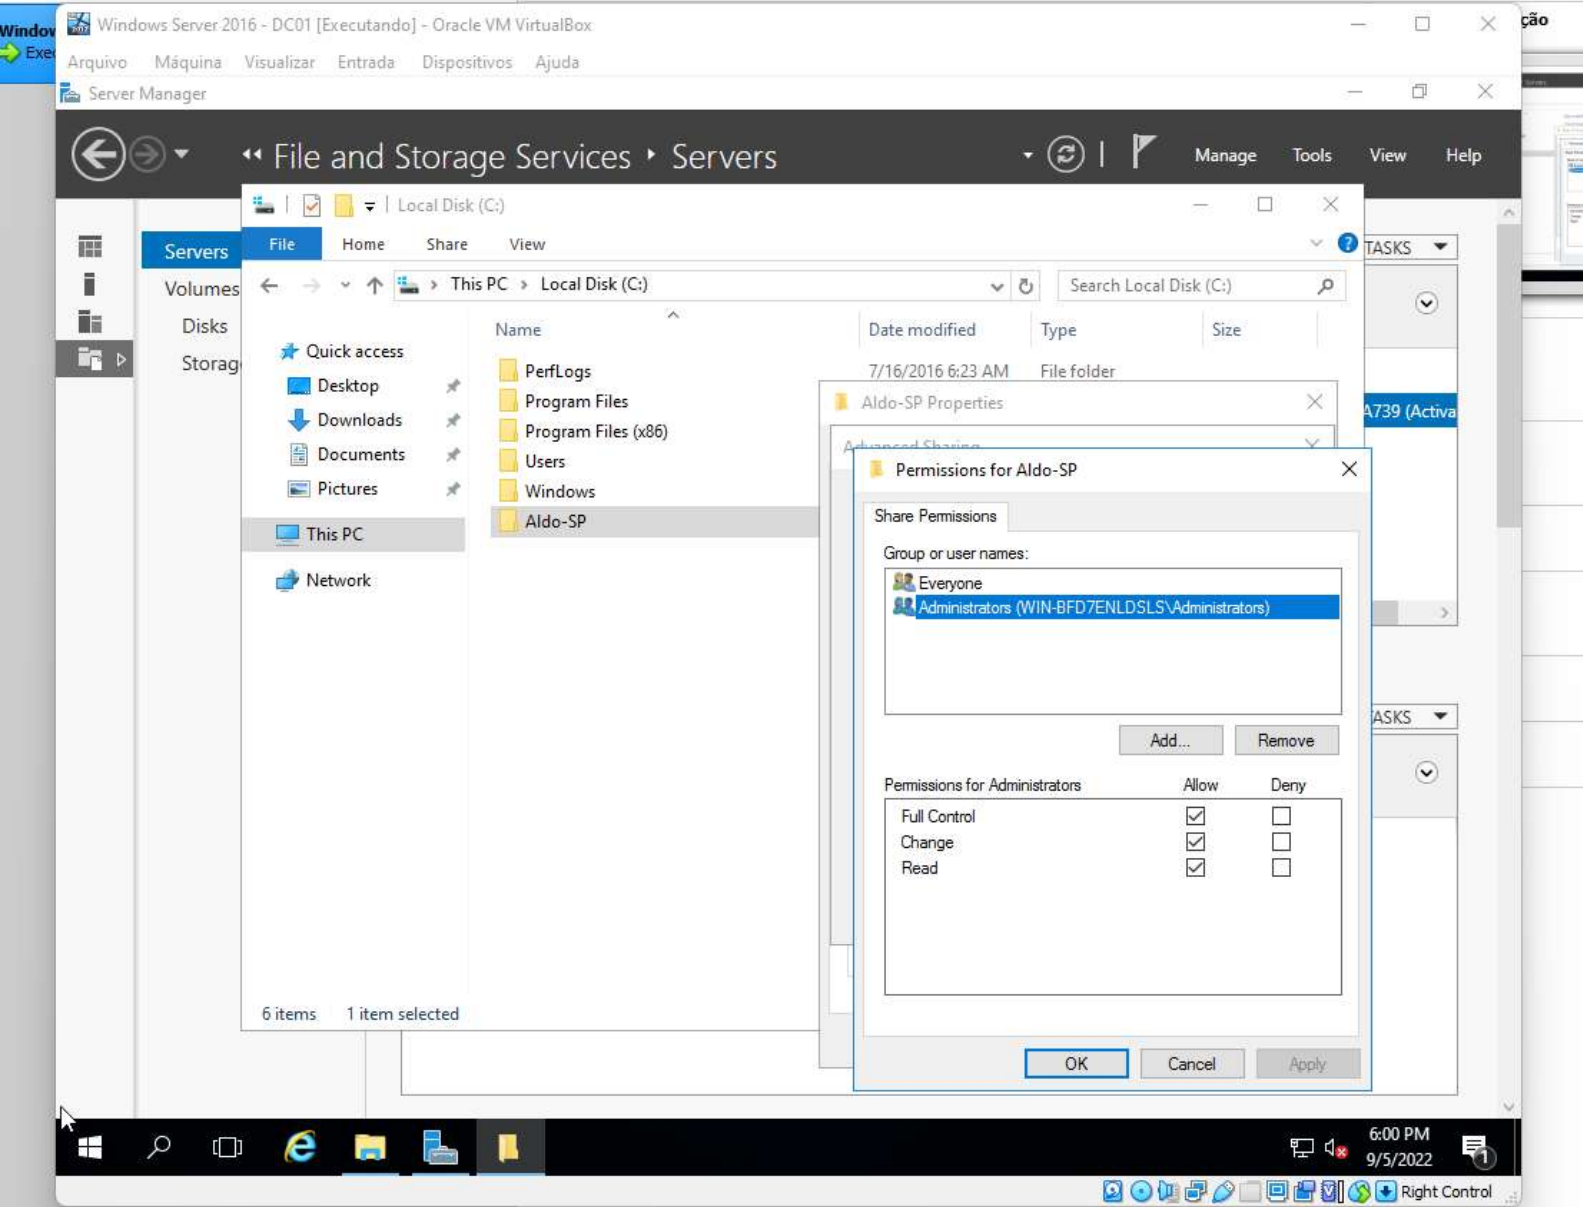 Window
Exec
ção
Windows Server 2016 - DC01 [Executando] - Oracle VM VirtualBox
Arquivo Máquina Visualizar Entrada Dispositivos Ajuda
Server Manager
File and Storage Services Servers
Manage Tools View Help
Local Disk (C:)
TASKS
File Home Share View
Servers
Volumes
Disks
Storag
This PC > Local Disk (C:)
Search Local Disk (C:)
Name Date modified Type Size
Quick access
Desktop
Downloads
Documents
Pictures
This PC
Network
PerfLogs 7/16/2016 6:23 AM File folder
Program Files
Program Files (x86)
Users
Windows
Aldo-SP
Aldo-SP Properties
A739 (Activa
Advanced Sharing
Permissions for Aldo-SP
Share Permissions
Group or user names:
Everyone
Administrators (WIN-BFD7ENLDSLS\Administrators)
TASKS
Add... Remove
Permissions for Administrators Allow Deny
Full Control
Change
Read
6 items 1 item selected
OK Cancel Apply
6:00 PM
9/5/2022
1
Right Control